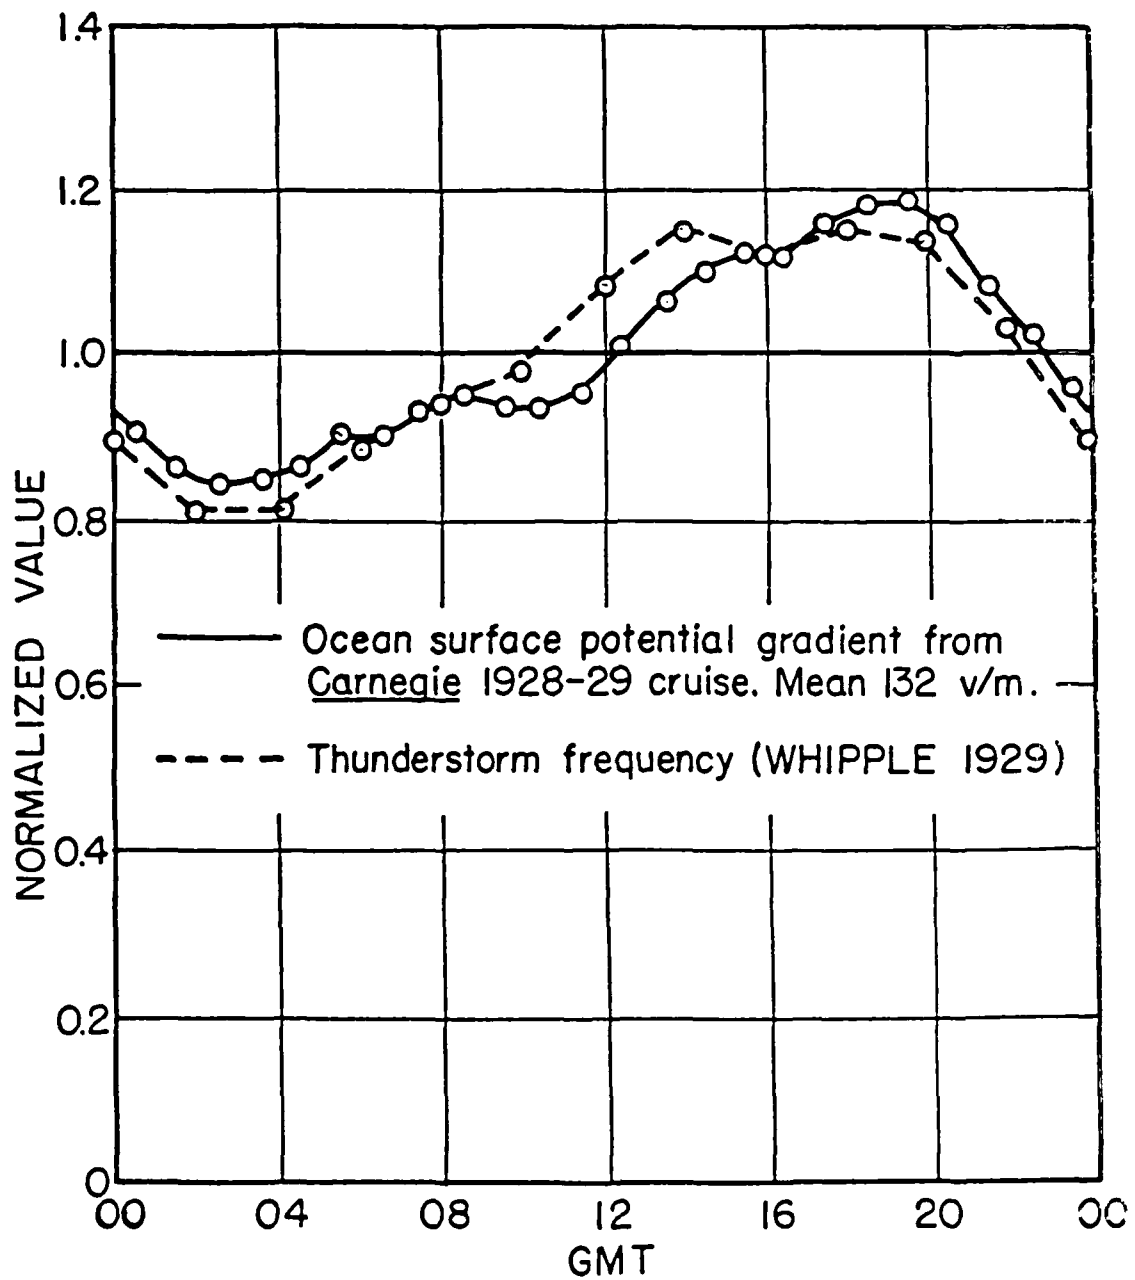 1.4
1.2
1.0
0.8
0.6
0.4
0.2
0
NORMALIZED VALUE
Ocean surface potential gradient from
Carnegie 1928-29 cruise. Mean 132 v/m.
Thunderstorm frequency (WHIPPLE 1929)
00 04 08 12 16 20 00
GMT